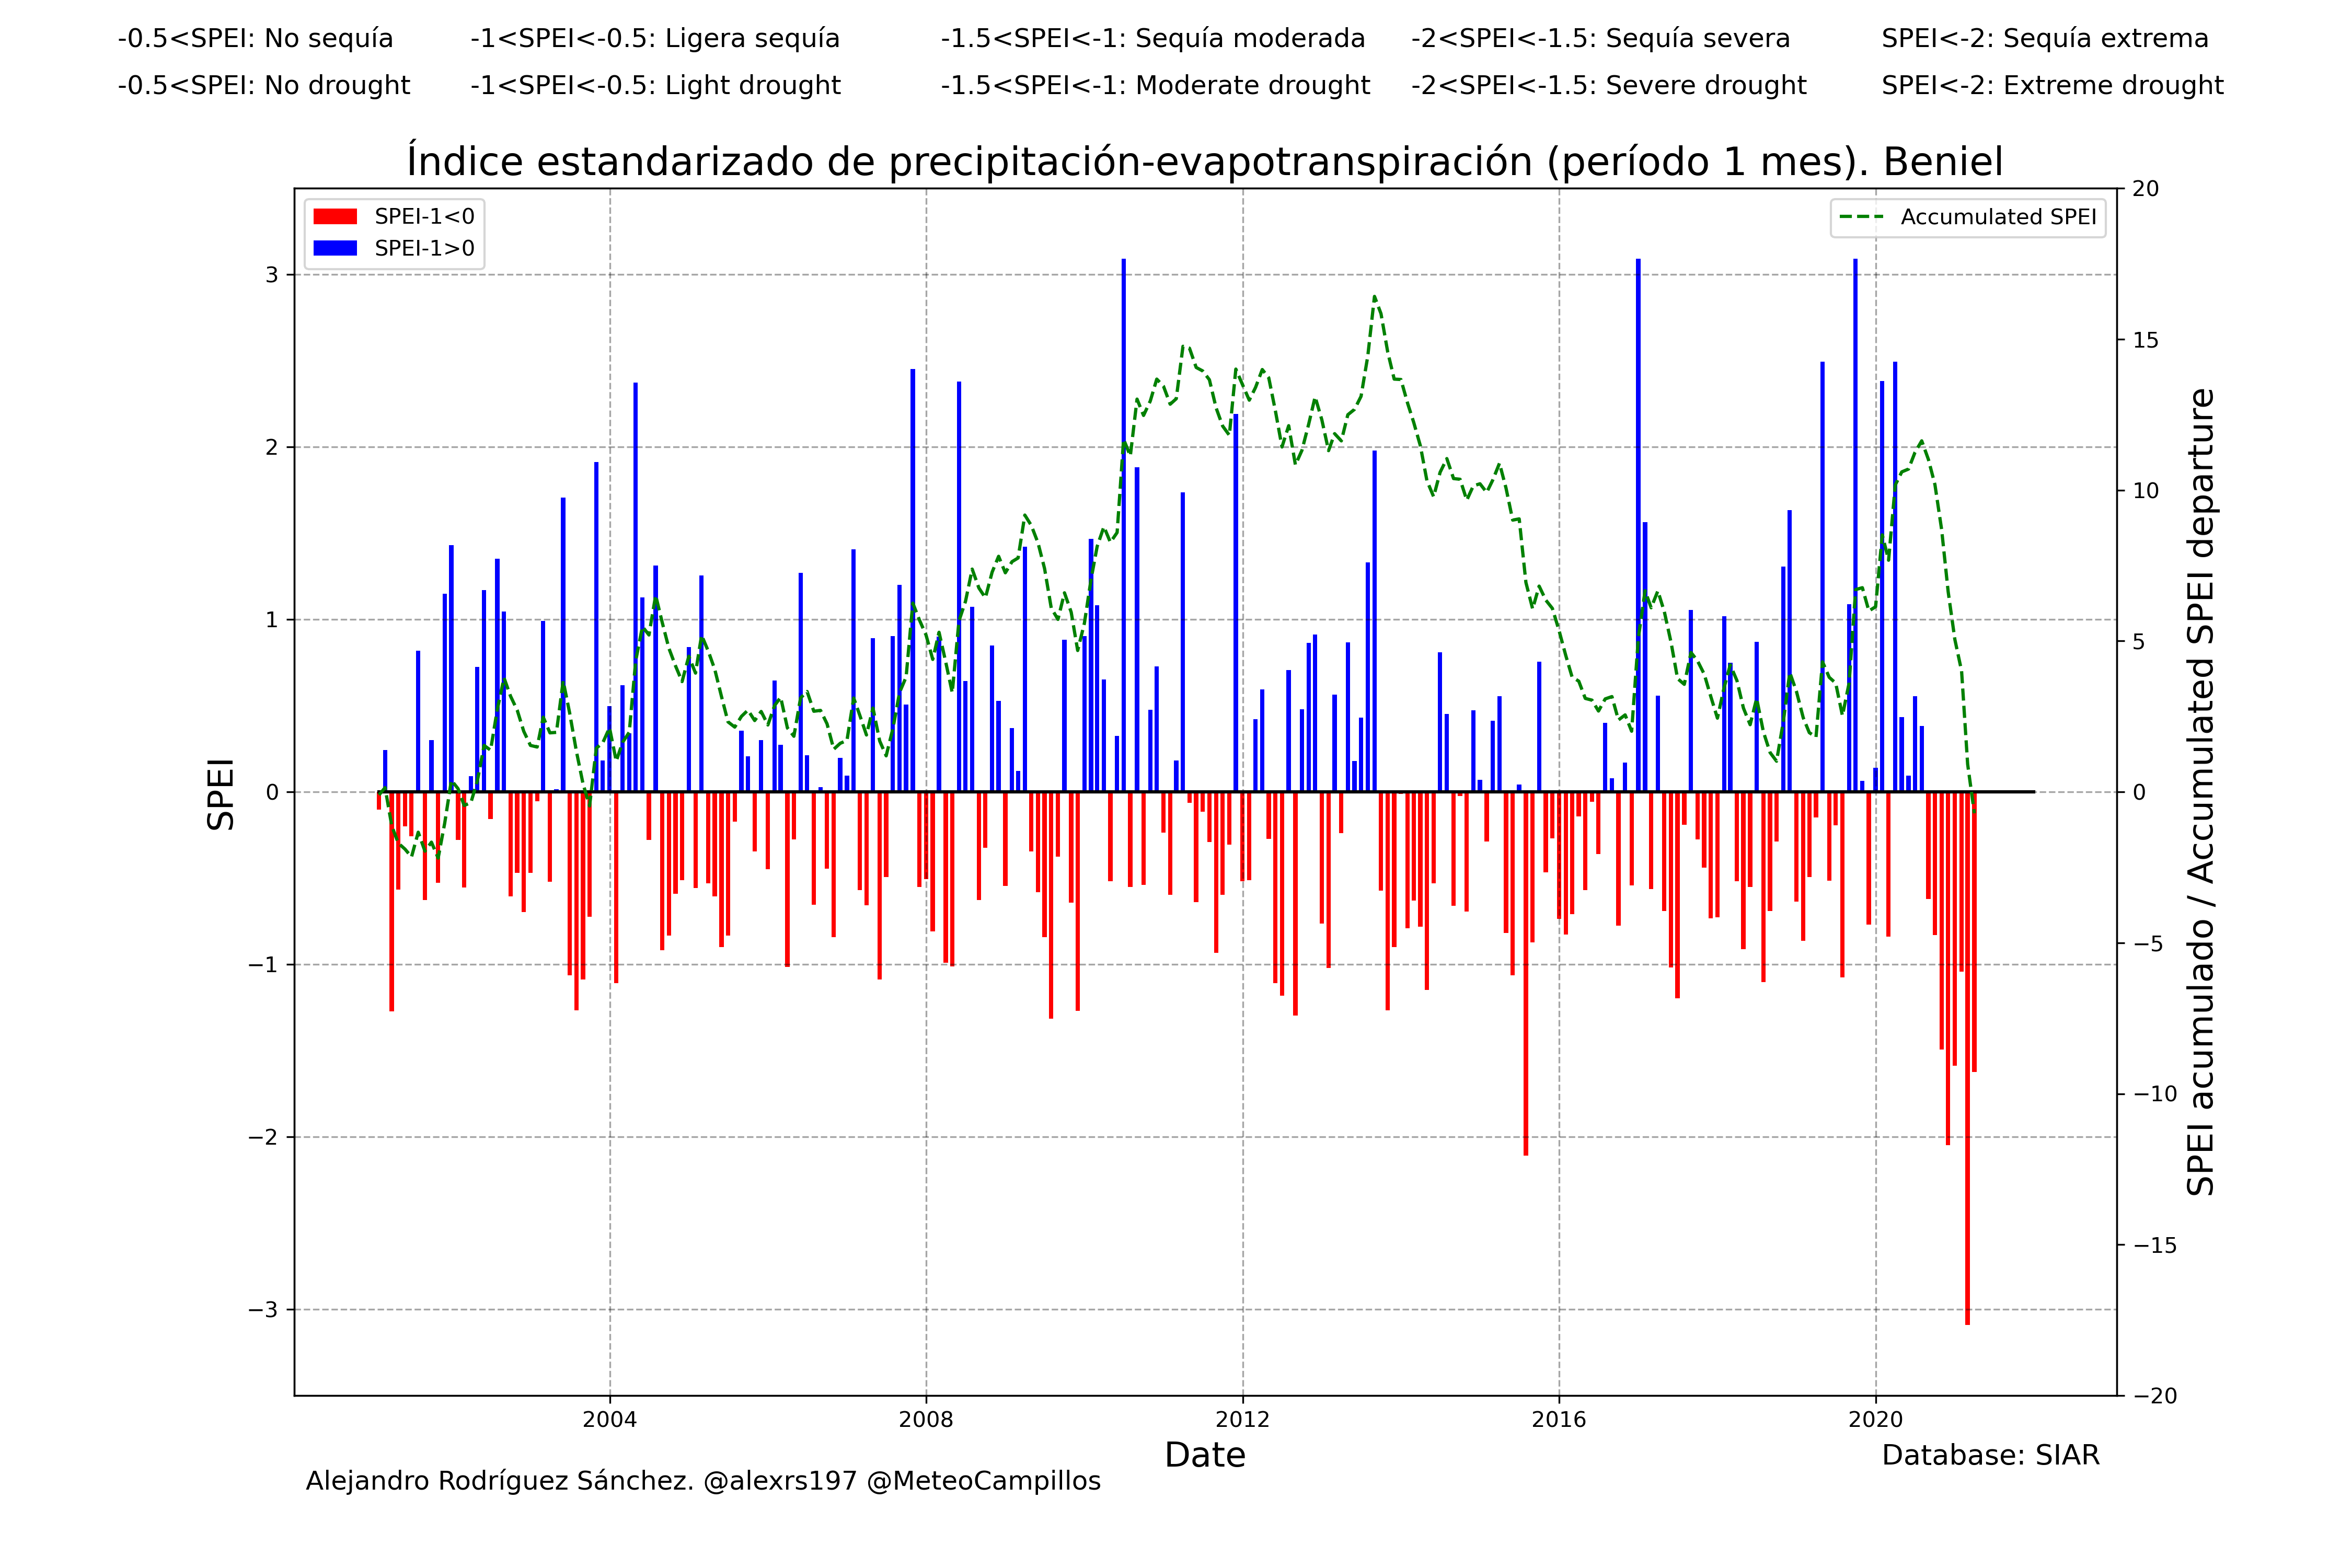 -0.5<SPEI: No sequía -1<SPEI<-0.5: Ligera sequía -1.5<SPEI<-1: Sequía moderada -2<SPEI<-1.5: Sequía severa SPEI<-2: Sequía extrema
-0.5<SPEI: No drought -1<SPEI<-0.5: Light drought -1.5<SPEI<-1: Moderate drought -2<SPEI<-1.5: Severe drought SPEI<-2: Extreme drought
Índice estandarizado de precipitación-evapotranspiración (período 1 mes). Beniel
SPEI-1<0
SPEI-1>0
Accumulated SPEI
SPEI
3
2
1
0
−1
−2
−3
20
15
10
5
0
−5
−10
−15
−20
SPEI acumulado / Accumulated SPEI departure
2004 2008 2012 2016 2020
Date
Database: SIAR
Alejandro Rodríguez Sánchez. @alexrs197 @MeteoCampillos